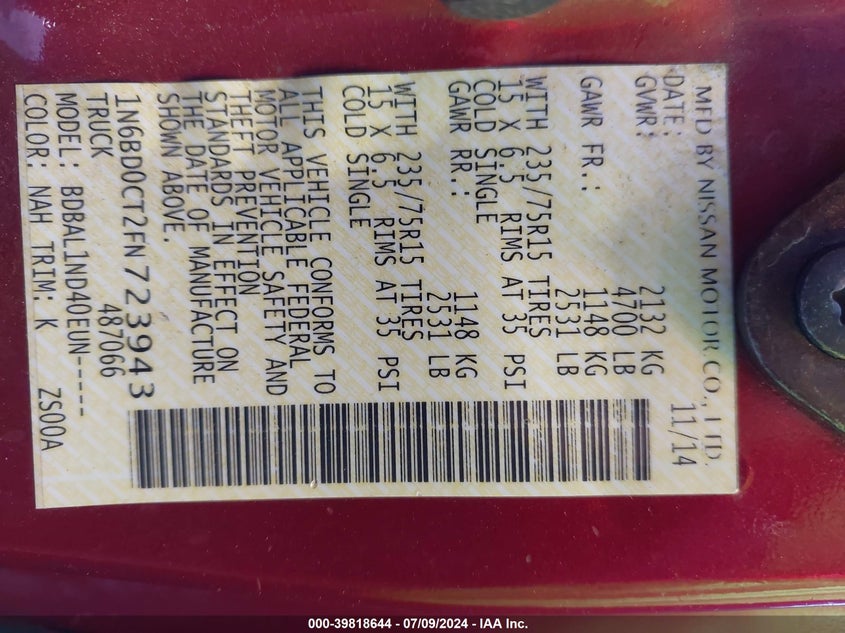 MFD BY NISSAN MOTOR CO., LTD.
DATE: 11/14
GVWR: 2132 KG
4700 LB
GAWR FR.: 1148 KG
2531 LB
WITH 235/75R15 TIRES
15 X 6.5 RIMS AT 35 PSI
COLD SINGLE
GAWR RR.: 1148 KG
2531 LB
WITH 235/75R15 TIRES
15 X 6.5 RIMS AT 35 PSI
COLD SINGLE
THIS VEHICLE CONFORMS TO
ALL APPLICABLE FEDERAL
MOTOR VEHICLE SAFETY AND
THEFT PREVENTION
STANDARDS IN EFFECT ON
THE DATE OF MANUFACTURE
SHOWN ABOVE.
1N6BD0CT2FN723943
TRUCK 487066
MODEL: BDBAL1ND40EUN-----
COLOR: NAH TRIM: K ZS00A
000-39818644 - 07/09/2024 - IAA Inc.